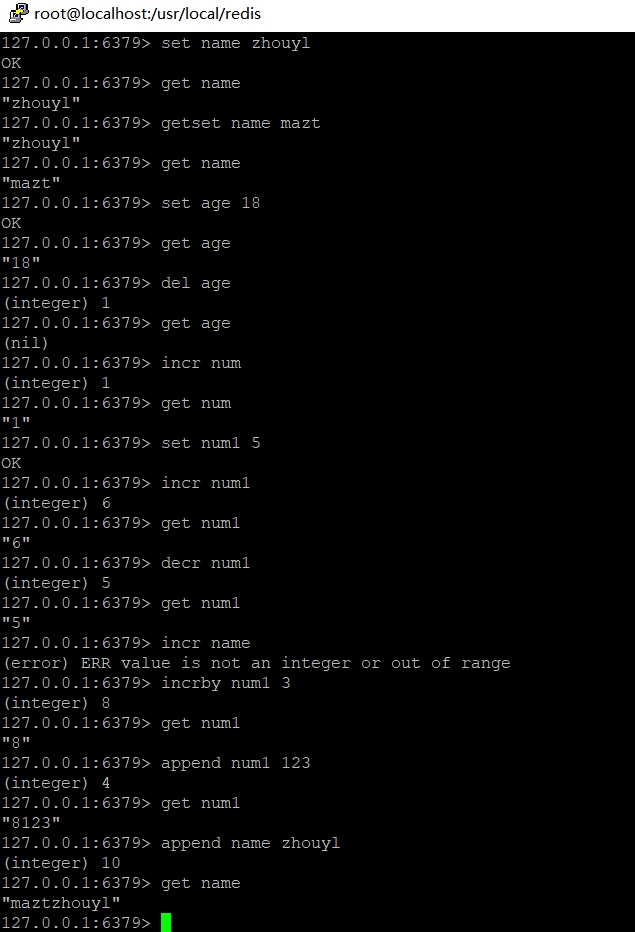 root@localhost:/usr/local/redis
127.0.0.1:6379> set name zhouyl
OK
127.0.0.1:6379> get name
"zhouyl"
127.0.0.1:6379> getset name mazt
"zhouyl"
127.0.0.1:6379> get name
"mazt"
127.0.0.1:6379> set age 18
OK
127.0.0.1:6379> get age
"18"
127.0.0.1:6379> del age
(integer) 1
127.0.0.1:6379> get age
(nil)
127.0.0.1:6379> incr num
(integer) 1
127.0.0.1:6379> get num
"1"
127.0.0.1:6379> set num1 5
OK
127.0.0.1:6379> incr num1
(integer) 6
127.0.0.1:6379> get num1
"6"
127.0.0.1:6379> decr num1
(integer) 5
127.0.0.1:6379> get num1
"5"
127.0.0.1:6379> incr name
(error) ERR value is not an integer or out of range
127.0.0.1:6379> incrby num1 3
(integer) 8
127.0.0.1:6379> get num1
"8"
127.0.0.1:6379> append num1 123
(integer) 4
127.0.0.1:6379> get num1
"8123"
127.0.0.1:6379> append name zhouyl
(integer) 10
127.0.0.1:6379> get name
"maztzhouyl"
127.0.0.1:6379>